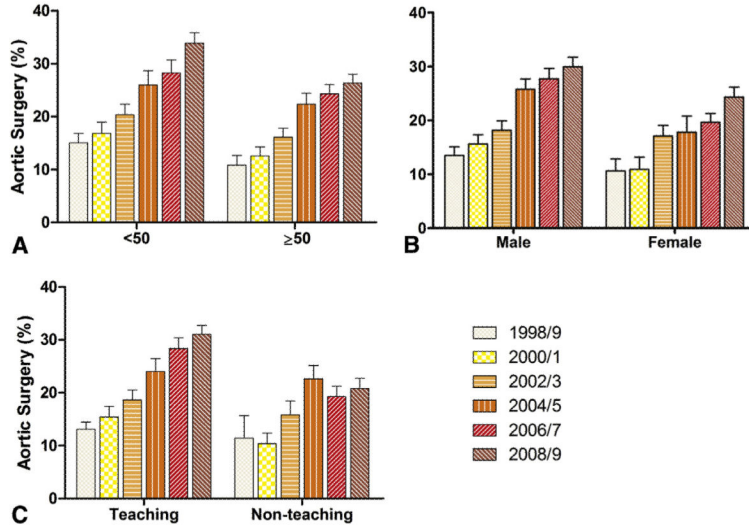 Aortic Surgery (%)
40
30
20
10
0
<50
≥50
A
40
30
20
10
0
Male
Female
B
Aortic Surgery (%)
40
30
20
10
0
Teaching
Non-teaching
C
1998/9
2000/1
2002/3
2004/5
2006/7
2008/9